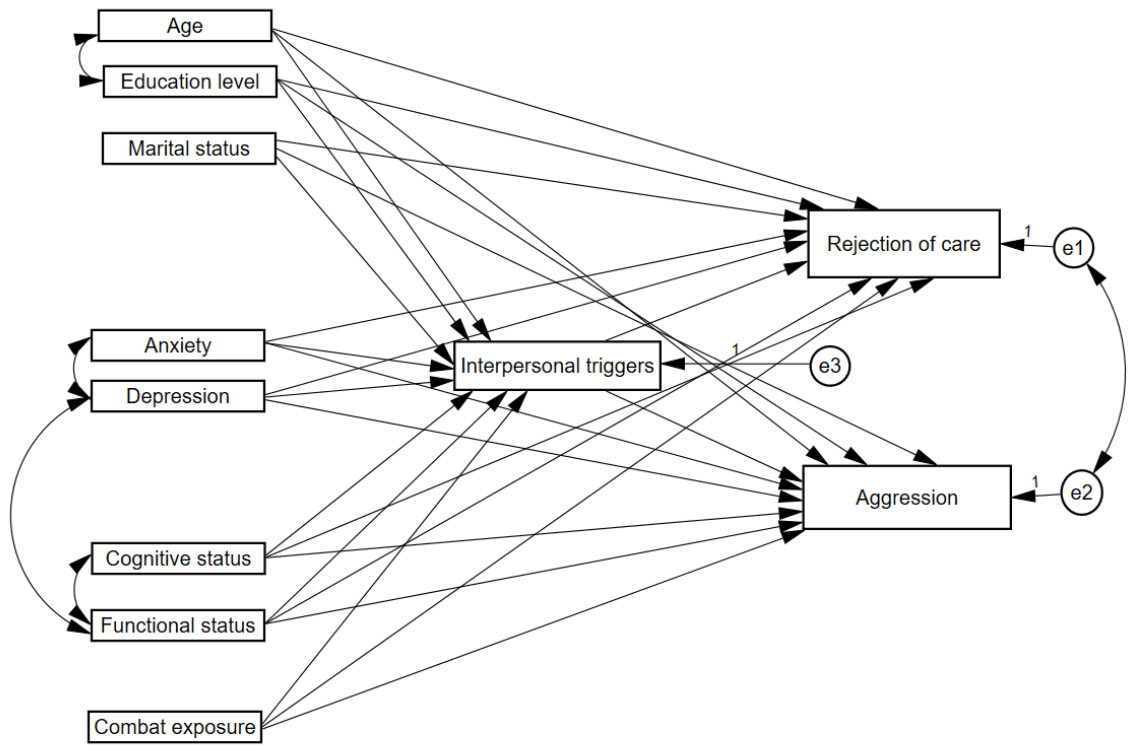 Age
Education level
Marital status
Rejection of care
1
e1
Anxiety
Interpersonal triggers
1
e3
Depression
Aggression
1
e2
Cognitive status
Functional status
Combat exposure